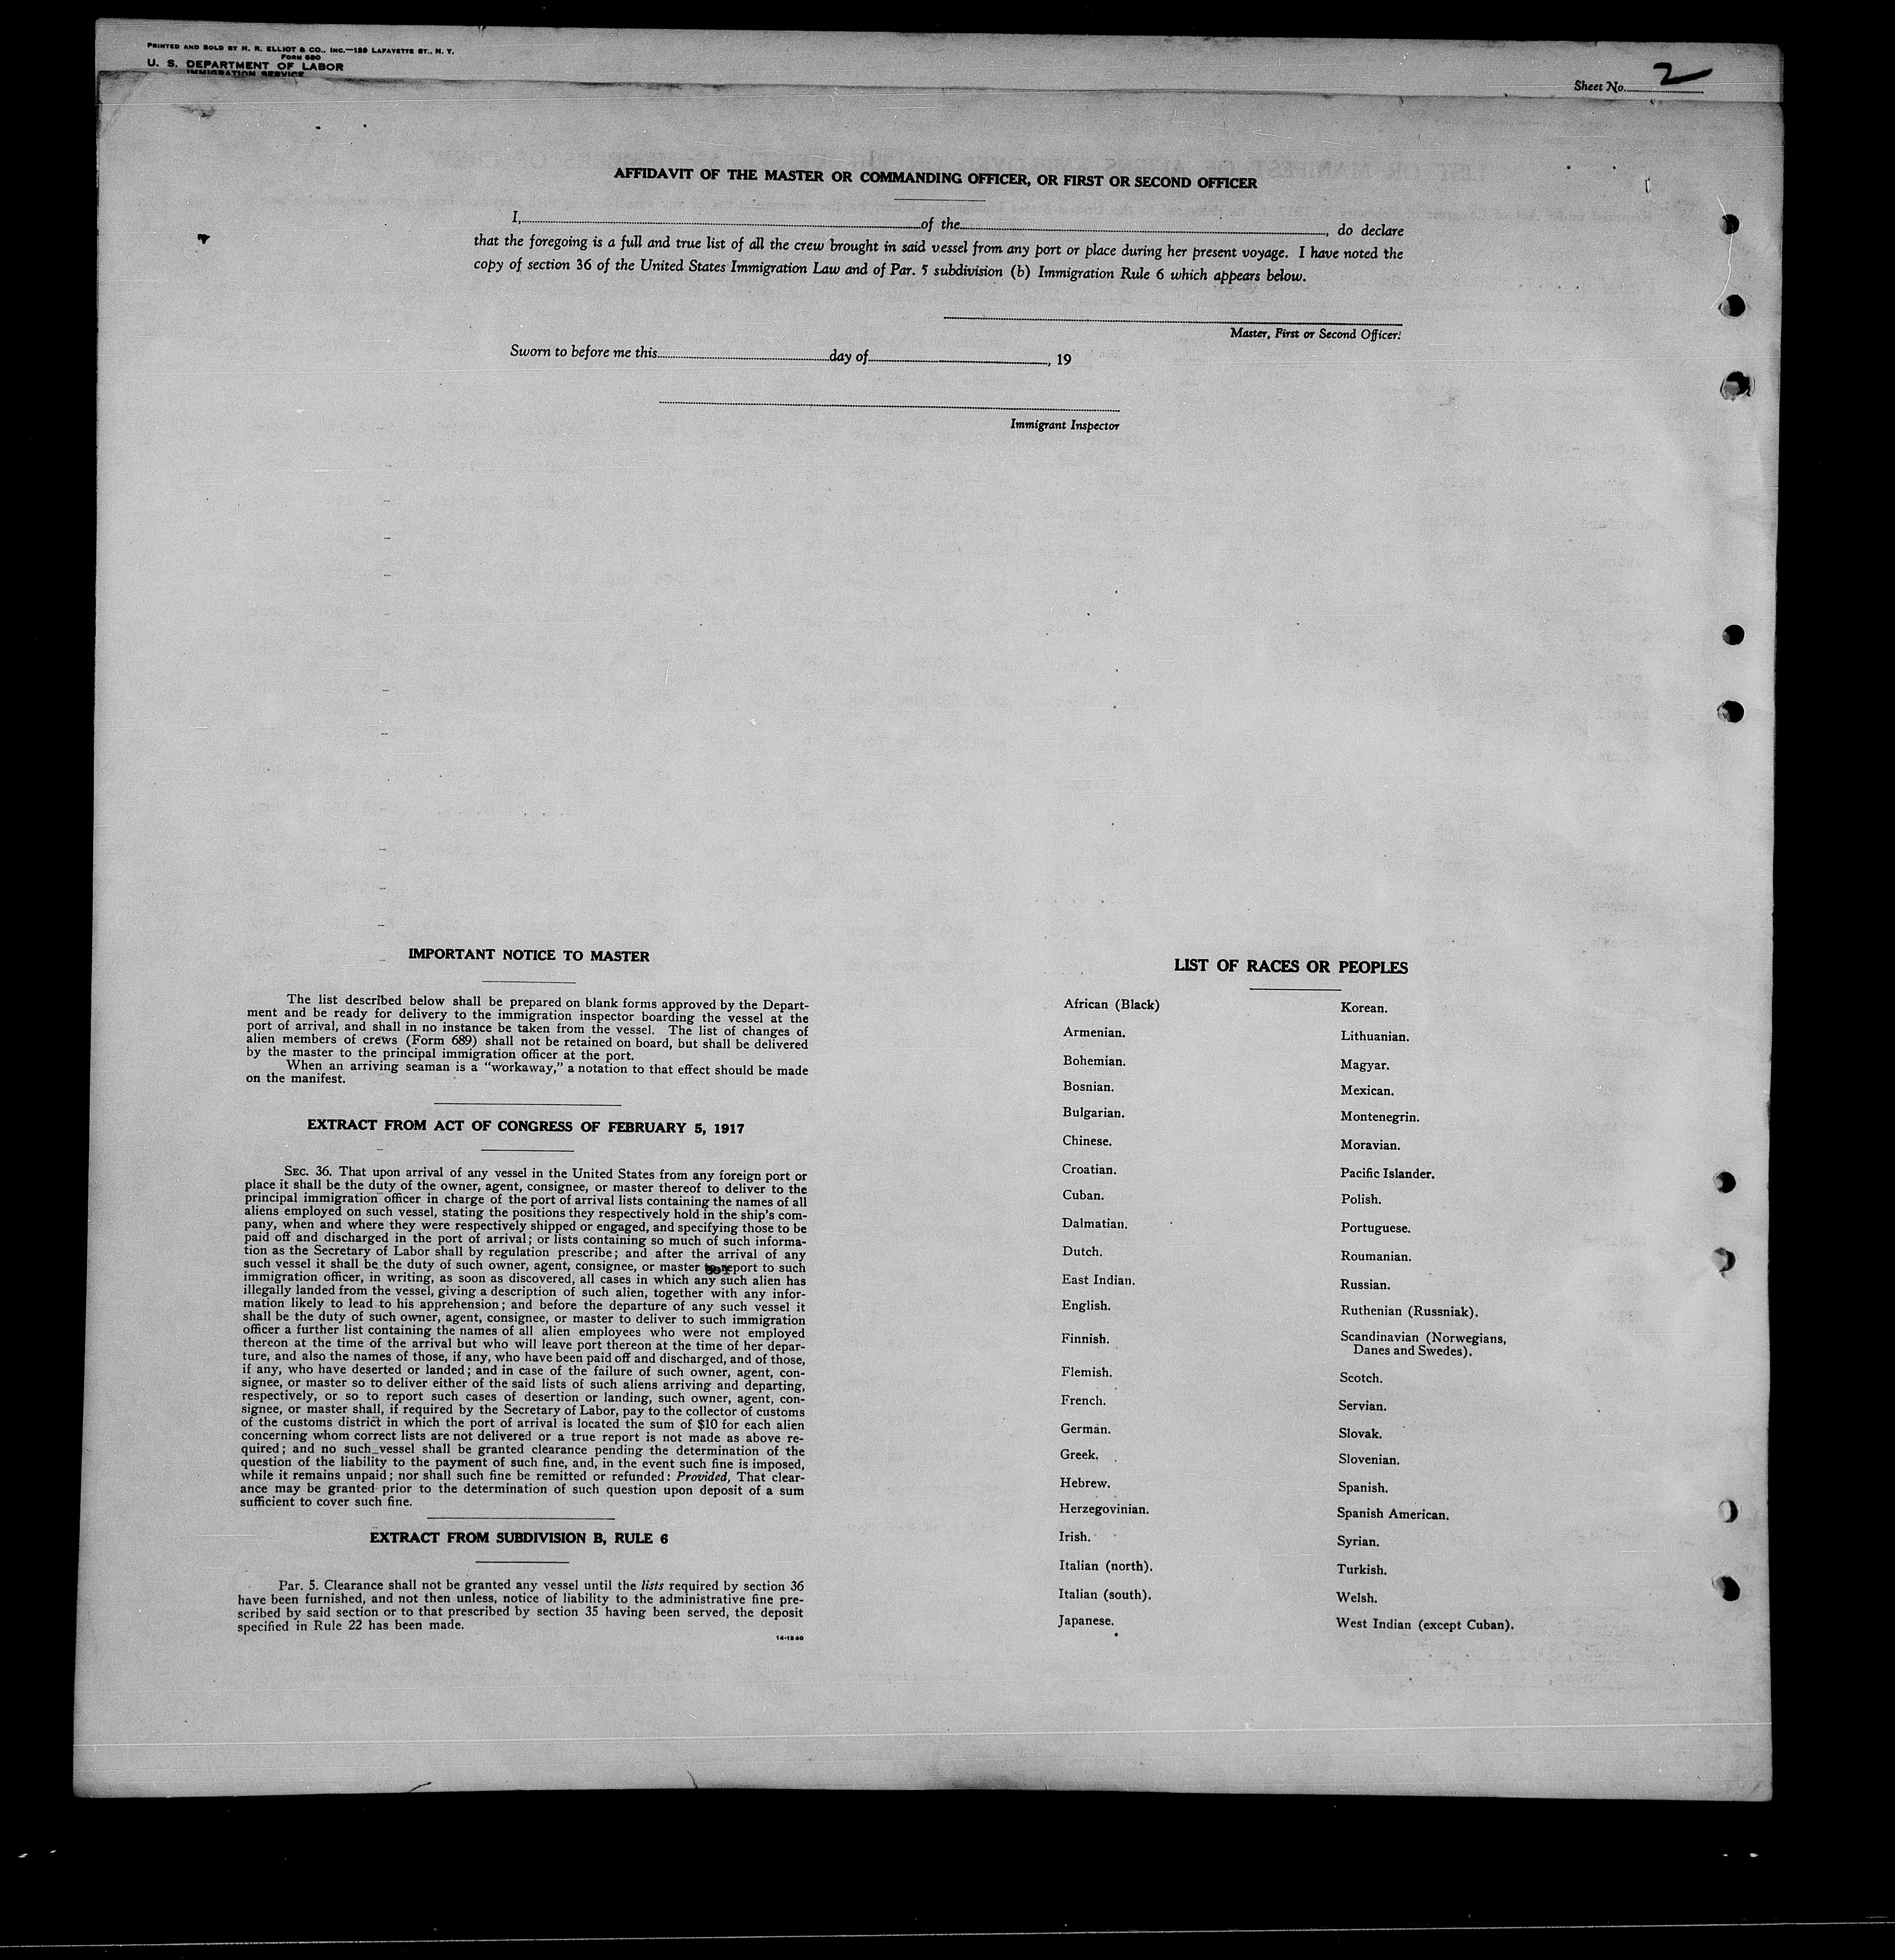 PRINTED AND SOLD BY H. R. ELLIOT & CO., INC.—129 LAFAYETTE ST., N. Y.
FORM 680
U. S. DEPARTMENT OF LABOR
IMMIGRATION SERVICE
Sheet No. 2
AFFIDAVIT OF THE MASTER OR COMMANDING OFFICER, OR FIRST OR SECOND OFFICER
I, of the , do declare
that the foregoing is a full and true list of all the crew brought in said vessel from any port or place during her present voyage. I have noted the
copy of section 36 of the United States Immigration Law and of Par. 5 subdivision (b) Immigration Rule 6 which appears below.
Master, First or Second Officer.
Sworn to before me this day of , 19
Immigrant Inspector
IMPORTANT NOTICE TO MASTER
The list described below shall be prepared on blank forms approved by the Depart-
ment and be ready for delivery to the immigration inspector boarding the vessel at the
port of arrival, and shall in no instance be taken from the vessel. The list of changes of
alien members of crews (Form 689) shall not be retained on board, but shall be delivered
by the master to the principal immigration officer at the port.
When an arriving seaman is a "workaway," a notation to that effect should be made
on the manifest.
EXTRACT FROM ACT OF CONGRESS OF FEBRUARY 5, 1917
SEC. 36. That upon arrival of any vessel in the United States from any foreign port or
place it shall be the duty of the owner, agent, consignee, or master thereof to deliver to the
principal immigration officer in charge of the port of arrival lists containing the names of all
aliens employed on such vessel, stating the positions they respectively hold in the ship's com-
pany, when and where they were respectively shipped or engaged, and specifying those to be
paid off and discharged in the port of arrival; or lists containing so much of such informa-
tion as the Secretary of Labor shall by regulation prescribe; and after the arrival of any
such vessel it shall be the duty of such owner, agent, consignee, or master to report to such
immigration officer, in writing, as soon as discovered, all cases in which any such alien has
illegally landed from the vessel, giving a description of such alien, together with any infor-
mation likely to lead to his apprehension; and before the departure of any such vessel it
shall be the duty of such owner, agent, consignee, or master to deliver to such immigration
officer a further list containing the names of all alien employees who were not employed
thereon at the time of the arrival but who will leave port thereon at the time of her depar-
ture, and also the names of those, if any, who have been paid off and discharged, and of those,
if any, who have deserted or landed; and in case of the failure of such owner, agent, con-
signee, or master so to deliver either of the said lists of such aliens arriving and departing,
respectively, or so to report such cases of desertion or landing, such owner, agent, con-
signee, or master shall, if required by the Secretary of Labor, pay to the collector of customs
of the customs district in which the port of arrival is located the sum of $10 for each alien
concerning whom correct lists are not delivered or a true report is not made as above re-
quired; and no such vessel shall be granted clearance pending the determination of the
question of the liability to the payment of such fine, and, in the event such fine is imposed,
while it remains unpaid; nor shall such fine be remitted or refunded: Provided, That clear-
ance may be granted prior to the determination of such question upon deposit of a sum
sufficient to cover such fine.
EXTRACT FROM SUBDIVISION B, RULE 6
Par. 5. Clearance shall not be granted any vessel until the lists required by section 36
have been furnished, and not then unless, notice of liability to the administrative fine pre-
scribed by said section or to that prescribed by section 35 having been served, the deposit
specified in Rule 22 has been made.
14-1240
LIST OF RACES OR PEOPLES
African (Black)
Armenian.
Bohemian.
Bosnian.
Bulgarian.
Chinese.
Croatian.
Cuban.
Dalmatian.
Dutch.
East Indian.
English.
Finnish.
Flemish.
French.
German.
Greek.
Hebrew.
Herzegovinian.
Irish.
Italian (north).
Italian (south).
Japanese.
Korean.
Lithuanian.
Magyar.
Mexican.
Montenegrin.
Moravian.
Pacific Islander.
Polish.
Portuguese.
Roumanian.
Russian.
Ruthenian (Russniak).
Scandinavian (Norwegians,
Danes and Swedes).
Scotch.
Servian.
Slovak.
Slovenian.
Spanish.
Spanish American.
Syrian.
Turkish.
Welsh.
West Indian (except Cuban).